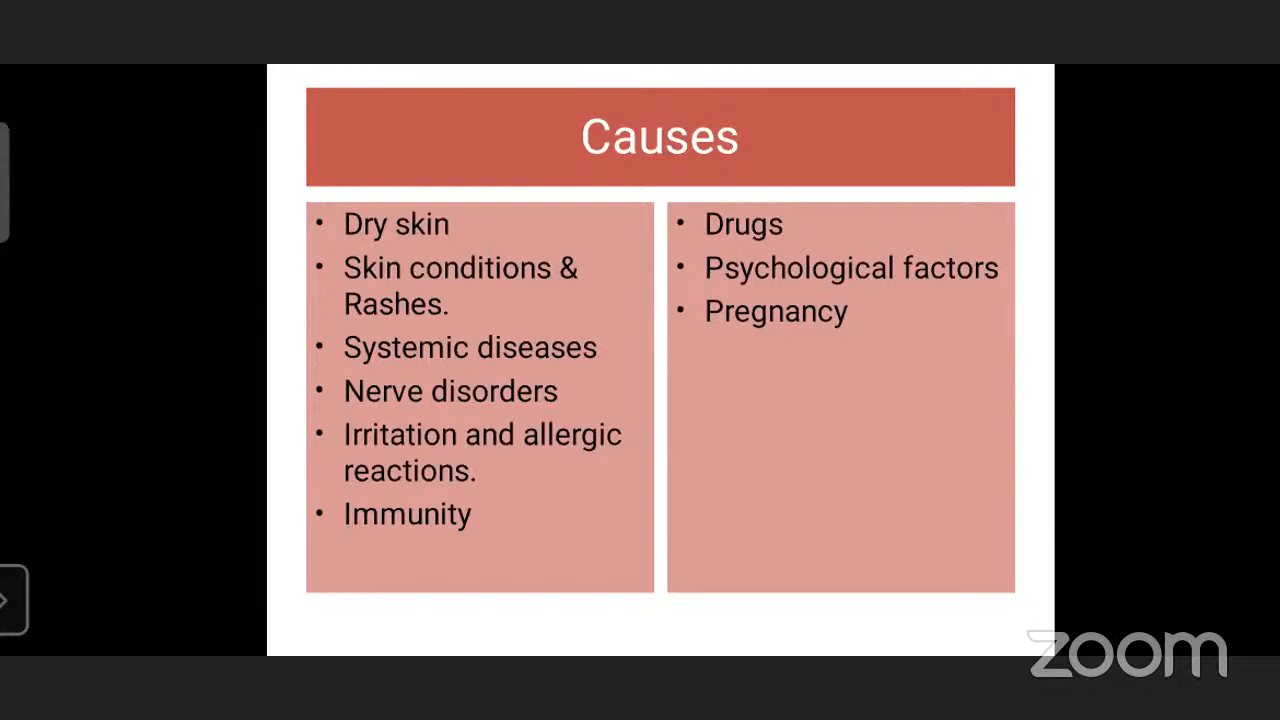 Causes
• Dry skin
• Skin conditions &
Rashes.
• Systemic diseases
• Nerve disorders
• Irritation and allergic
reactions.
• Immunity
• Drugs
• Psychological factors
• Pregnancy
zoom